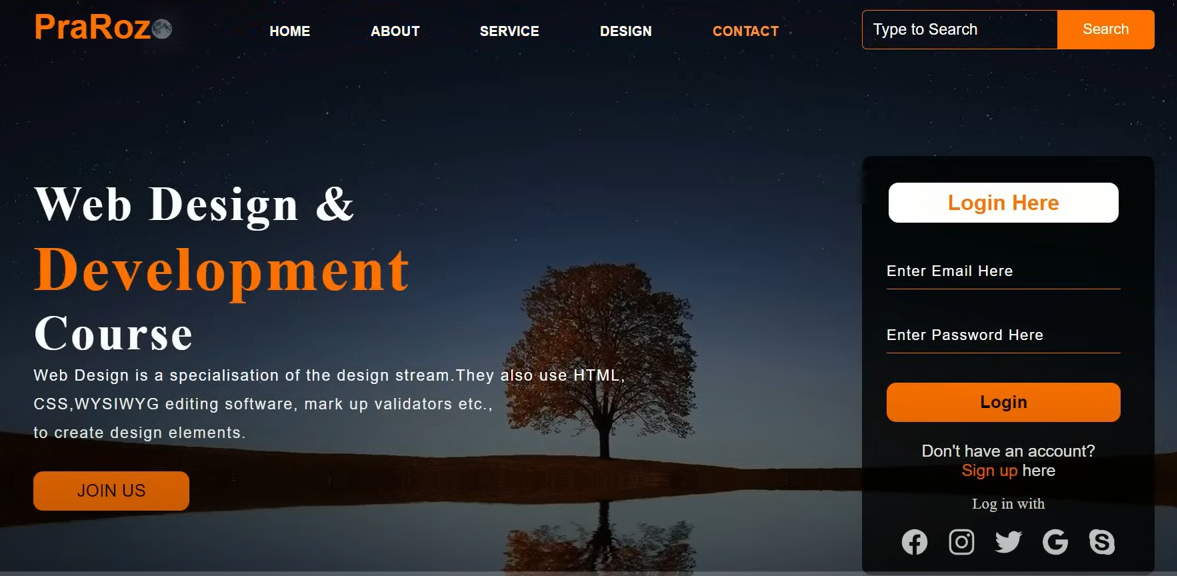 PraRoz
HOME ABOUT SERVICE DESIGN CONTACT
Type to Search Search
Web Design &
Development
Course
Web Design is a specialisation of the design stream.They also use HTML,
CSS,WYSIWYG editing software, mark up validators etc.,
to create design elements.
JOIN US
Login Here
Enter Email Here
Enter Password Here
Login
Don't have an account?
Sign up here
Log in with